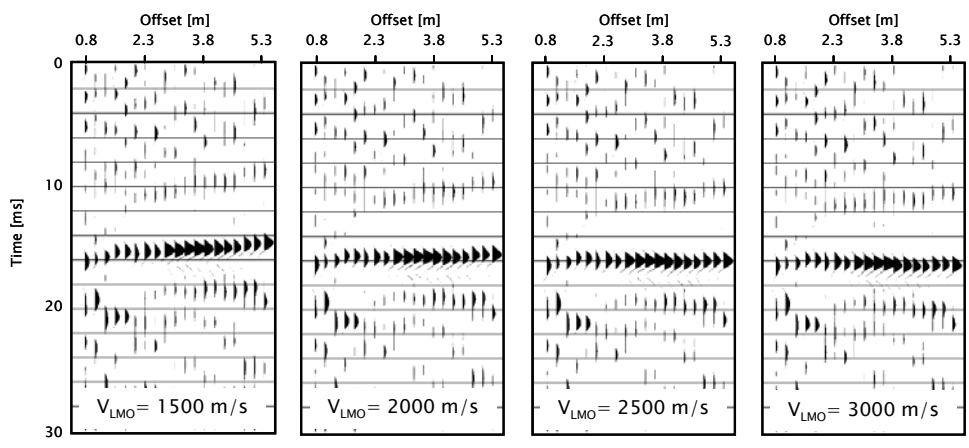 Offset [m] Offset [m] Offset [m] Offset [m]
0.8 2.3 3.8 5.3 0.8 2.3 3.8 5.3 0.8 2.3 3.8 5.3 0.8 2.3 3.8 5.3
0
10
Time [ms]
20
V_LMO= 1500 m/s V_LMO= 2000 m/s V_LMO= 2500 m/s V_LMO= 3000 m/s
30